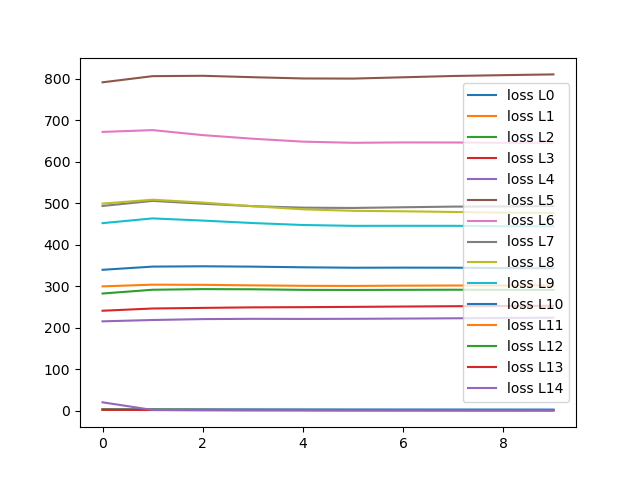 800
700
600
500
400
300
200
100
0
0 2 4 6 8
loss L0
loss L1
loss L2
loss L3
loss L4
loss L5
loss L6
loss L7
loss L8
loss L9
loss L10
loss L11
loss L12
loss L13
loss L14